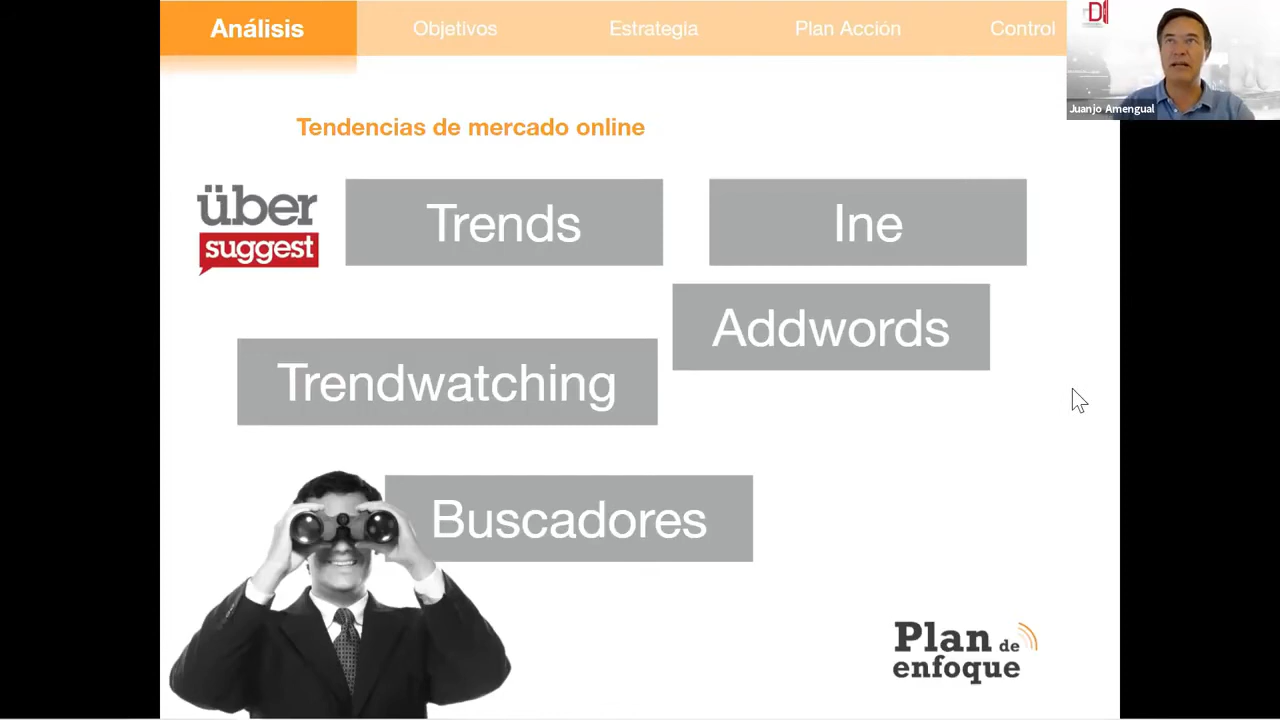 Análisis
Objetivos
Estrategia
Plan Acción
Control
D
Juanjo Amengual
Tendencias de mercado online
über
suggest
Trends
Ine
Addwords
Trendwatching
Buscadores
Plan de
enfoque